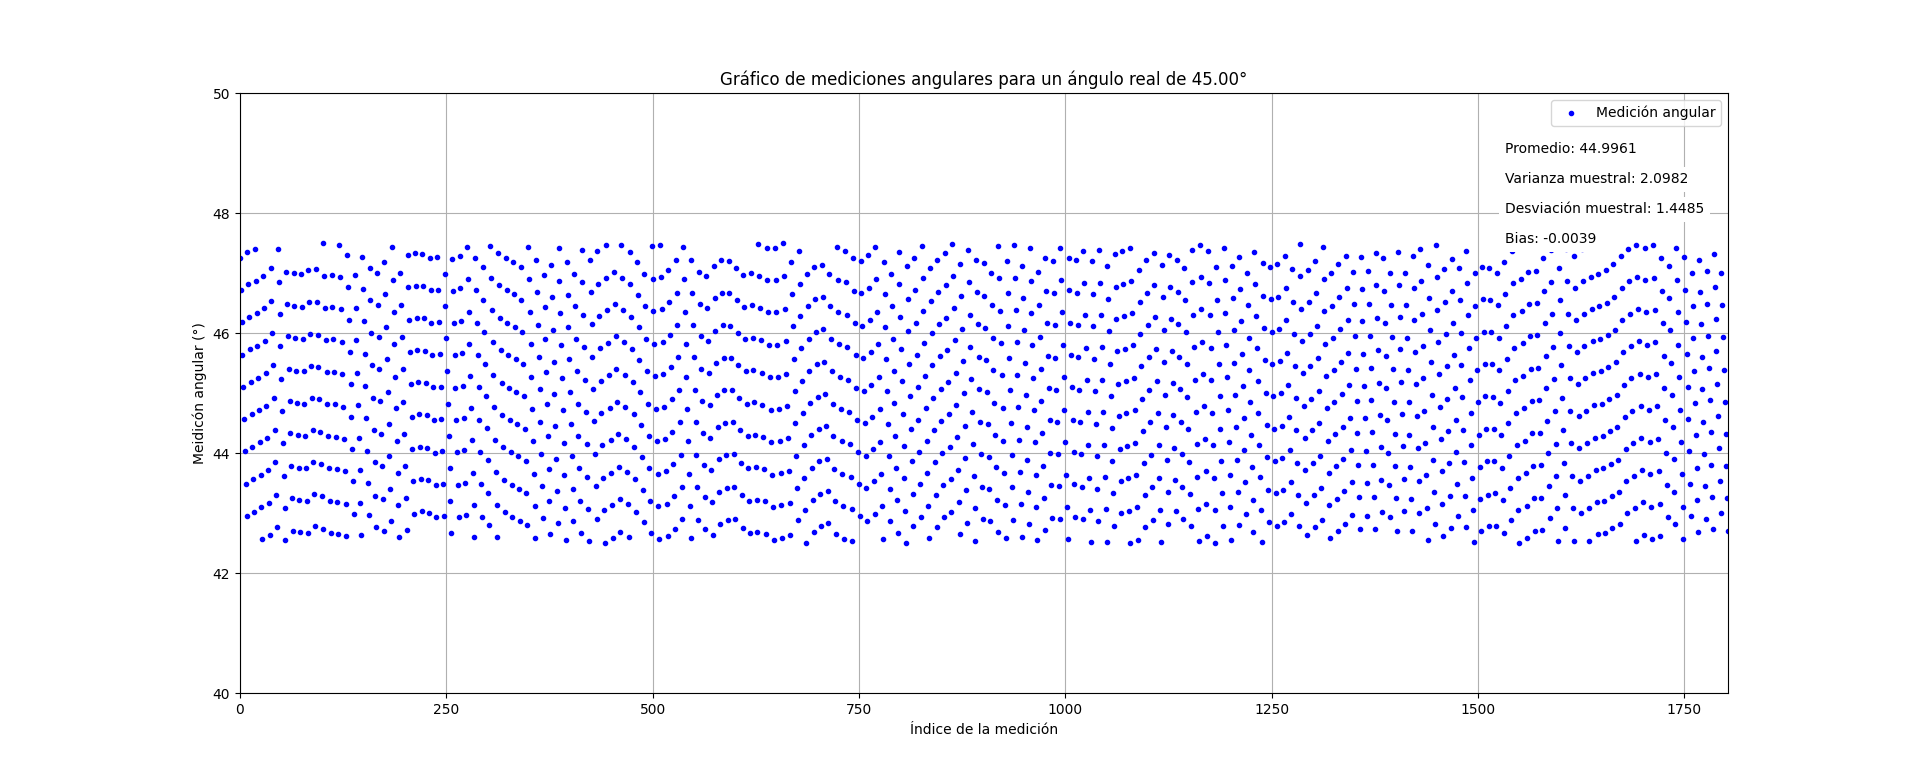 Gráfico de mediciones angulares para un ángulo real de 45.00°
50
48
46
44
42
40
Meidicón angular (°)
Medición angular
Promedio: 44.9961
Varianza muestral: 2.0982
Desviación muestral: 1.4485
Bias: -0.0039
0 250 500 750 1000 1250 1500 1750
Índice de la medición